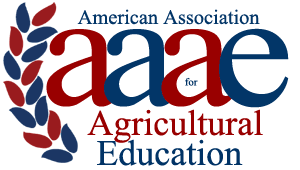 American Association
aaae
for
Agricultural
Education